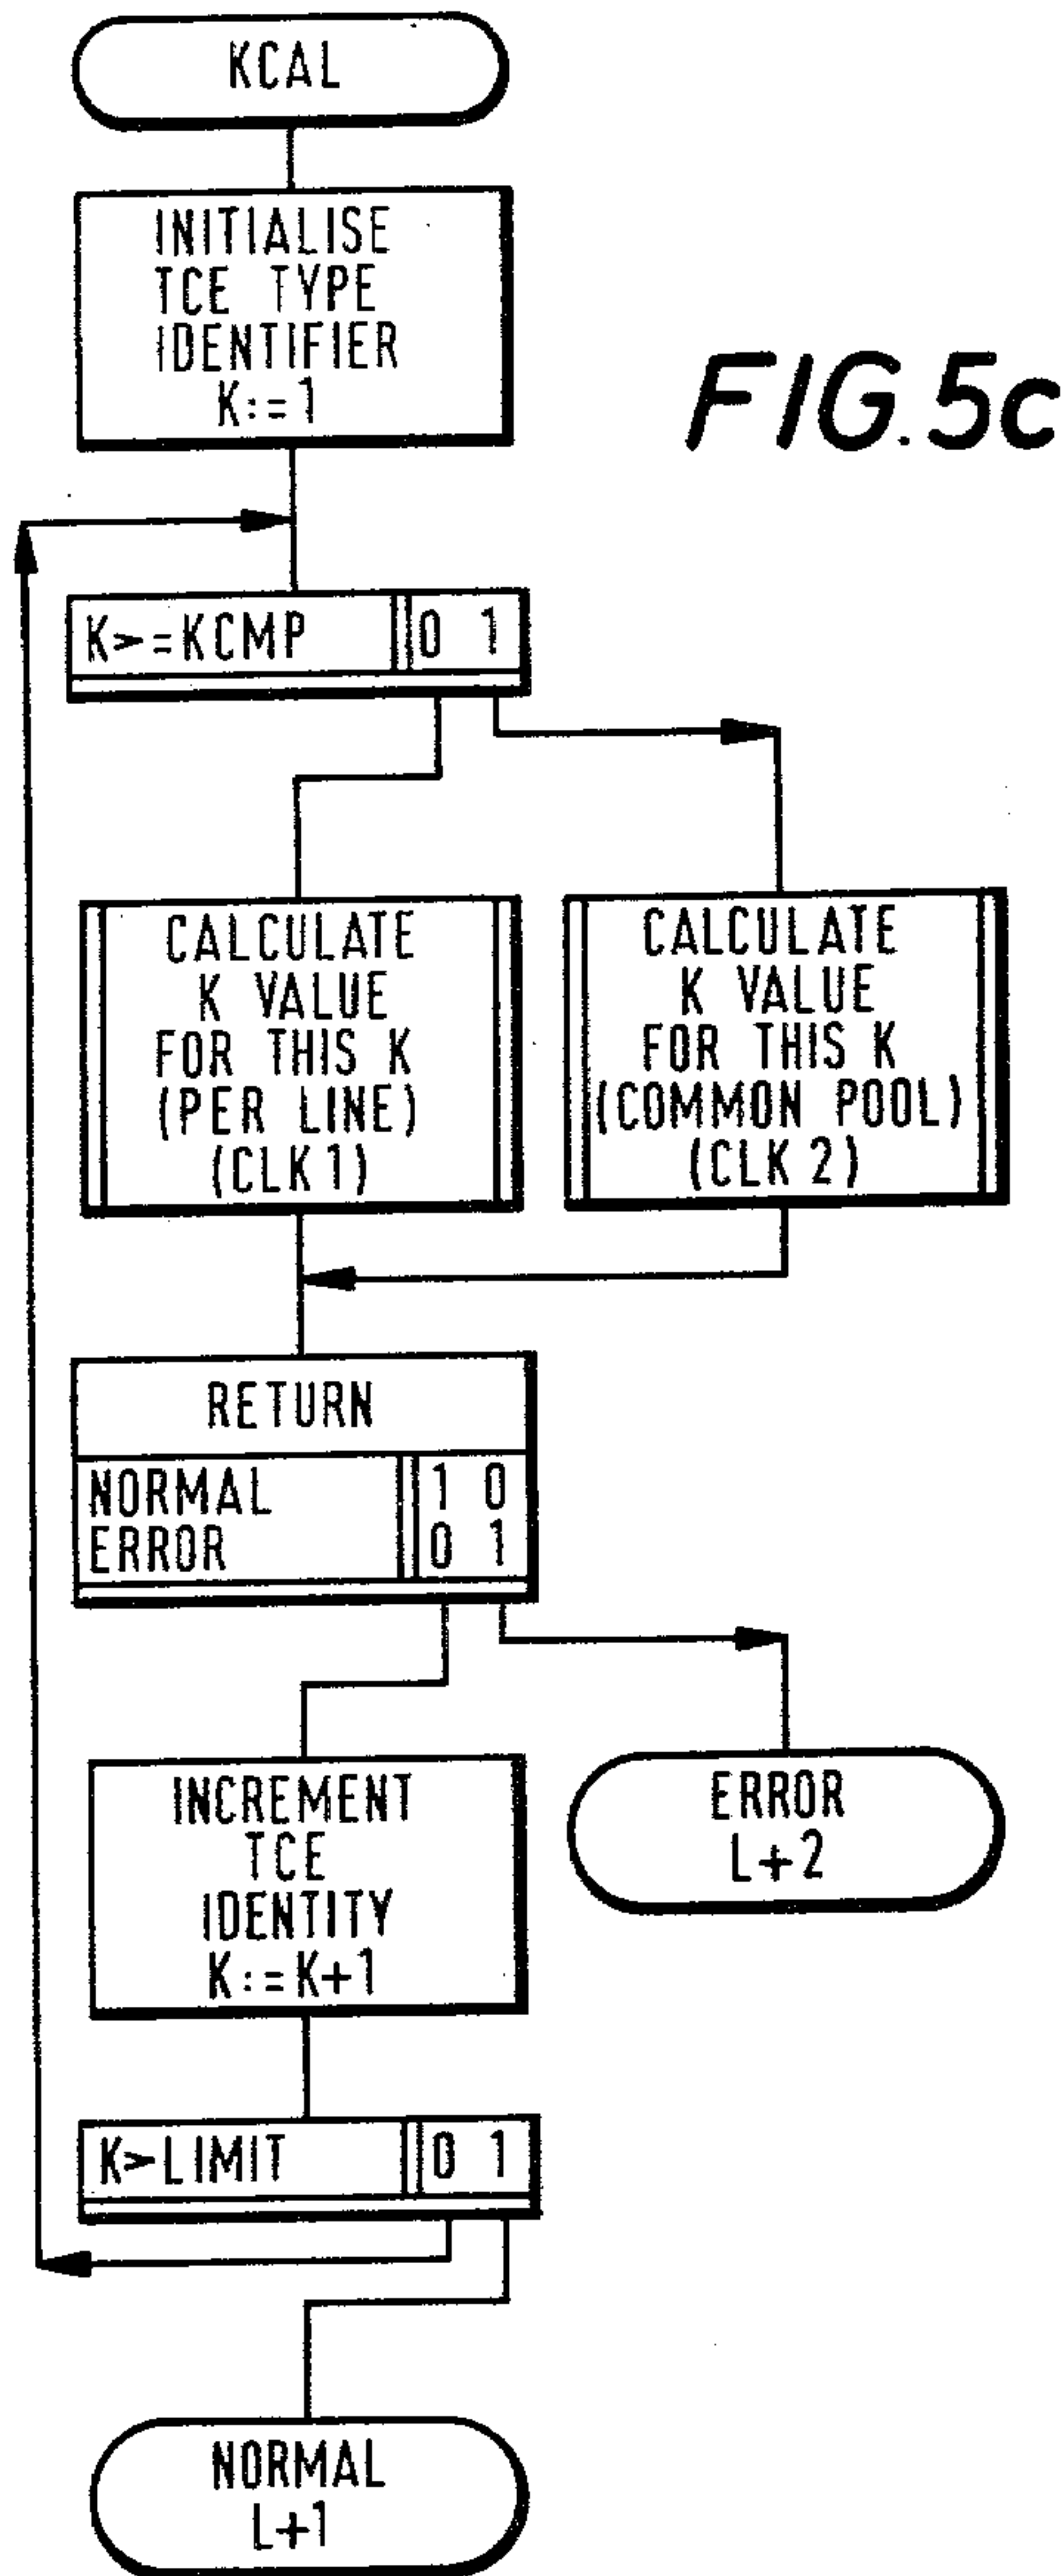 KCAL
INITIALISE
TCE TYPE
IDENTIFIER
K:=1
FIG.5c
K>=KCMP 0 1
CALCULATE
K VALUE
FOR THIS K
(PER LINE)
(CLK1)
CALCULATE
K VALUE
FOR THIS K
(COMMON POOL)
(CLK 2)
RETURN
NORMAL 1 0
ERROR 0 1
INCREMENT
TCE
IDENTITY
K:=K+1
ERROR
L+2
K>LIMIT 0 1
NORMAL
L+1